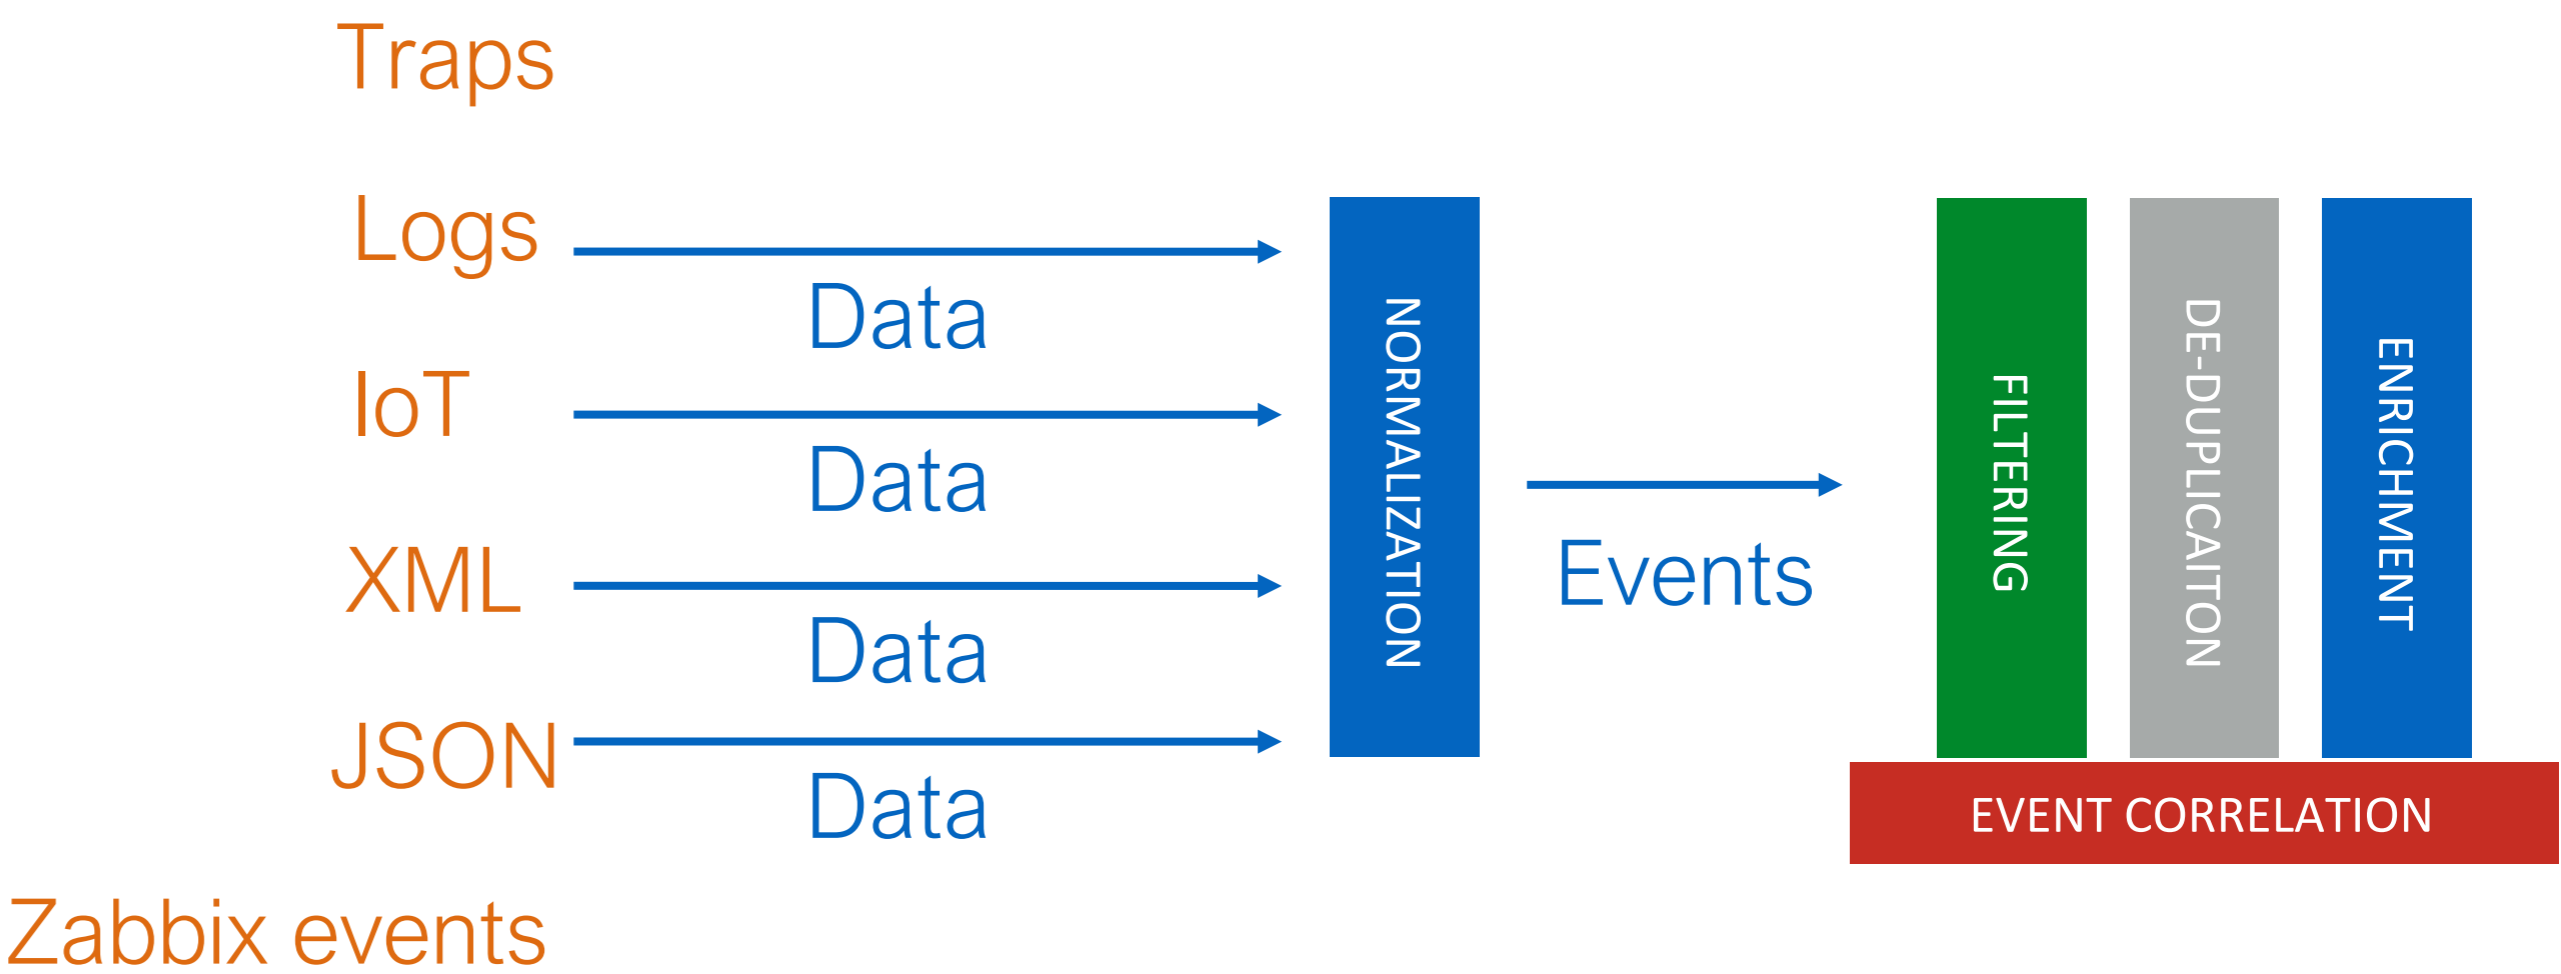 Traps
Logs
Data
IoT
Data
XML
Data
JSON
Data
Zabbix events
NORMALIZATION
Events
FILTERING
DE-DUPLICAITON
ENRICHMENT
EVENT CORRELATION